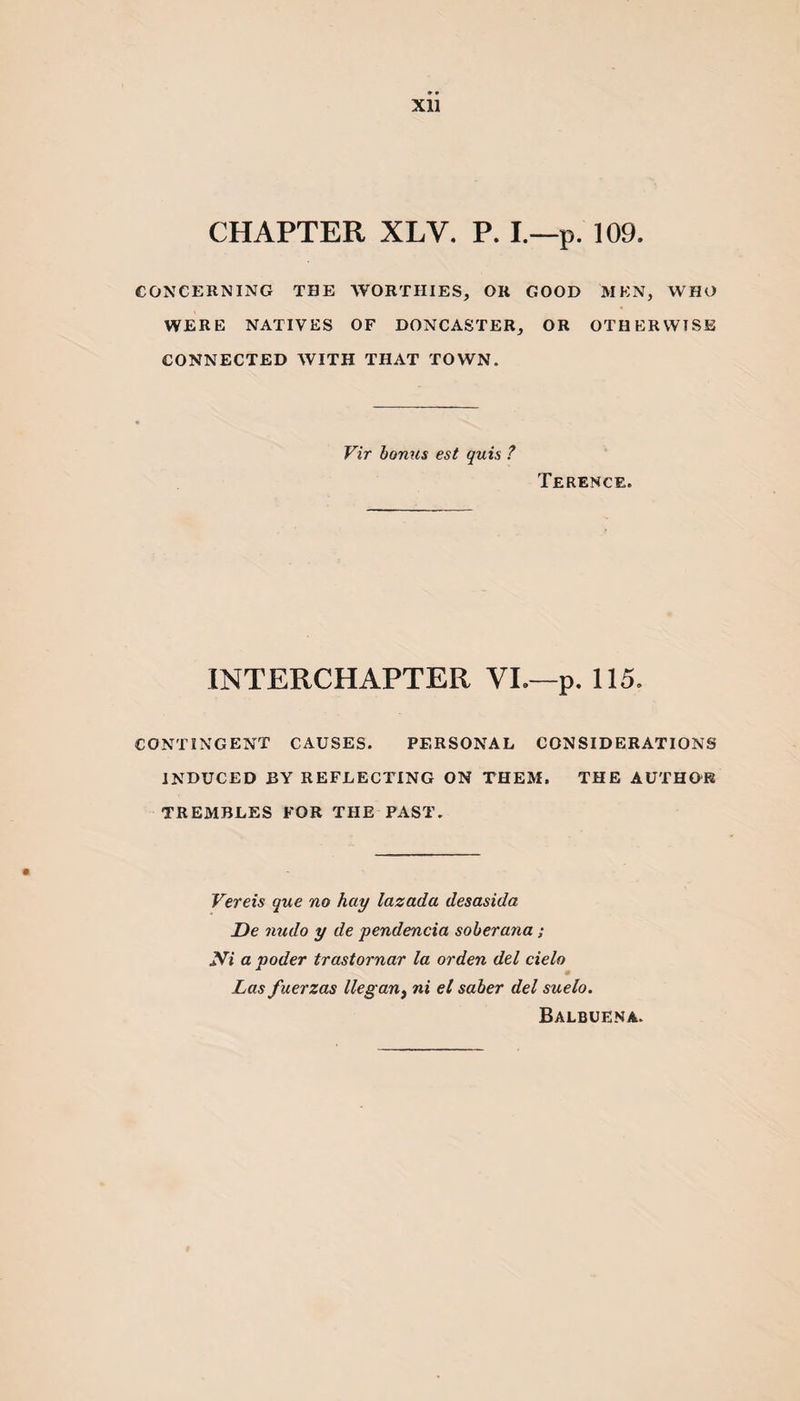 xii
CHAPTER XLV. P. I.—p. 109.
CONCERNING THE WORTHIES, OR GOOD MEN, WHO
WERE NATIVES OF DONCASTER, OR OTHERWISE
CONNECTED WITH THAT TOWN.
Vir bonus est quis ?
TERENCE.
INTERCHAPTER VI.—p. 115.
CONTINGENT CAUSES. PERSONAL CONSIDERATIONS
INDUCED BY REFLECTING ON THEM. THE AUTHOR
TREMBLES FOR THE PAST.
Vereis que no hay lazada desasida
De nudo y de pendencia soberana ;
Ni a poder trastornar la orden del cielo
Las fuerzas llegan, ni el saber del suelo.
BALBUENA.